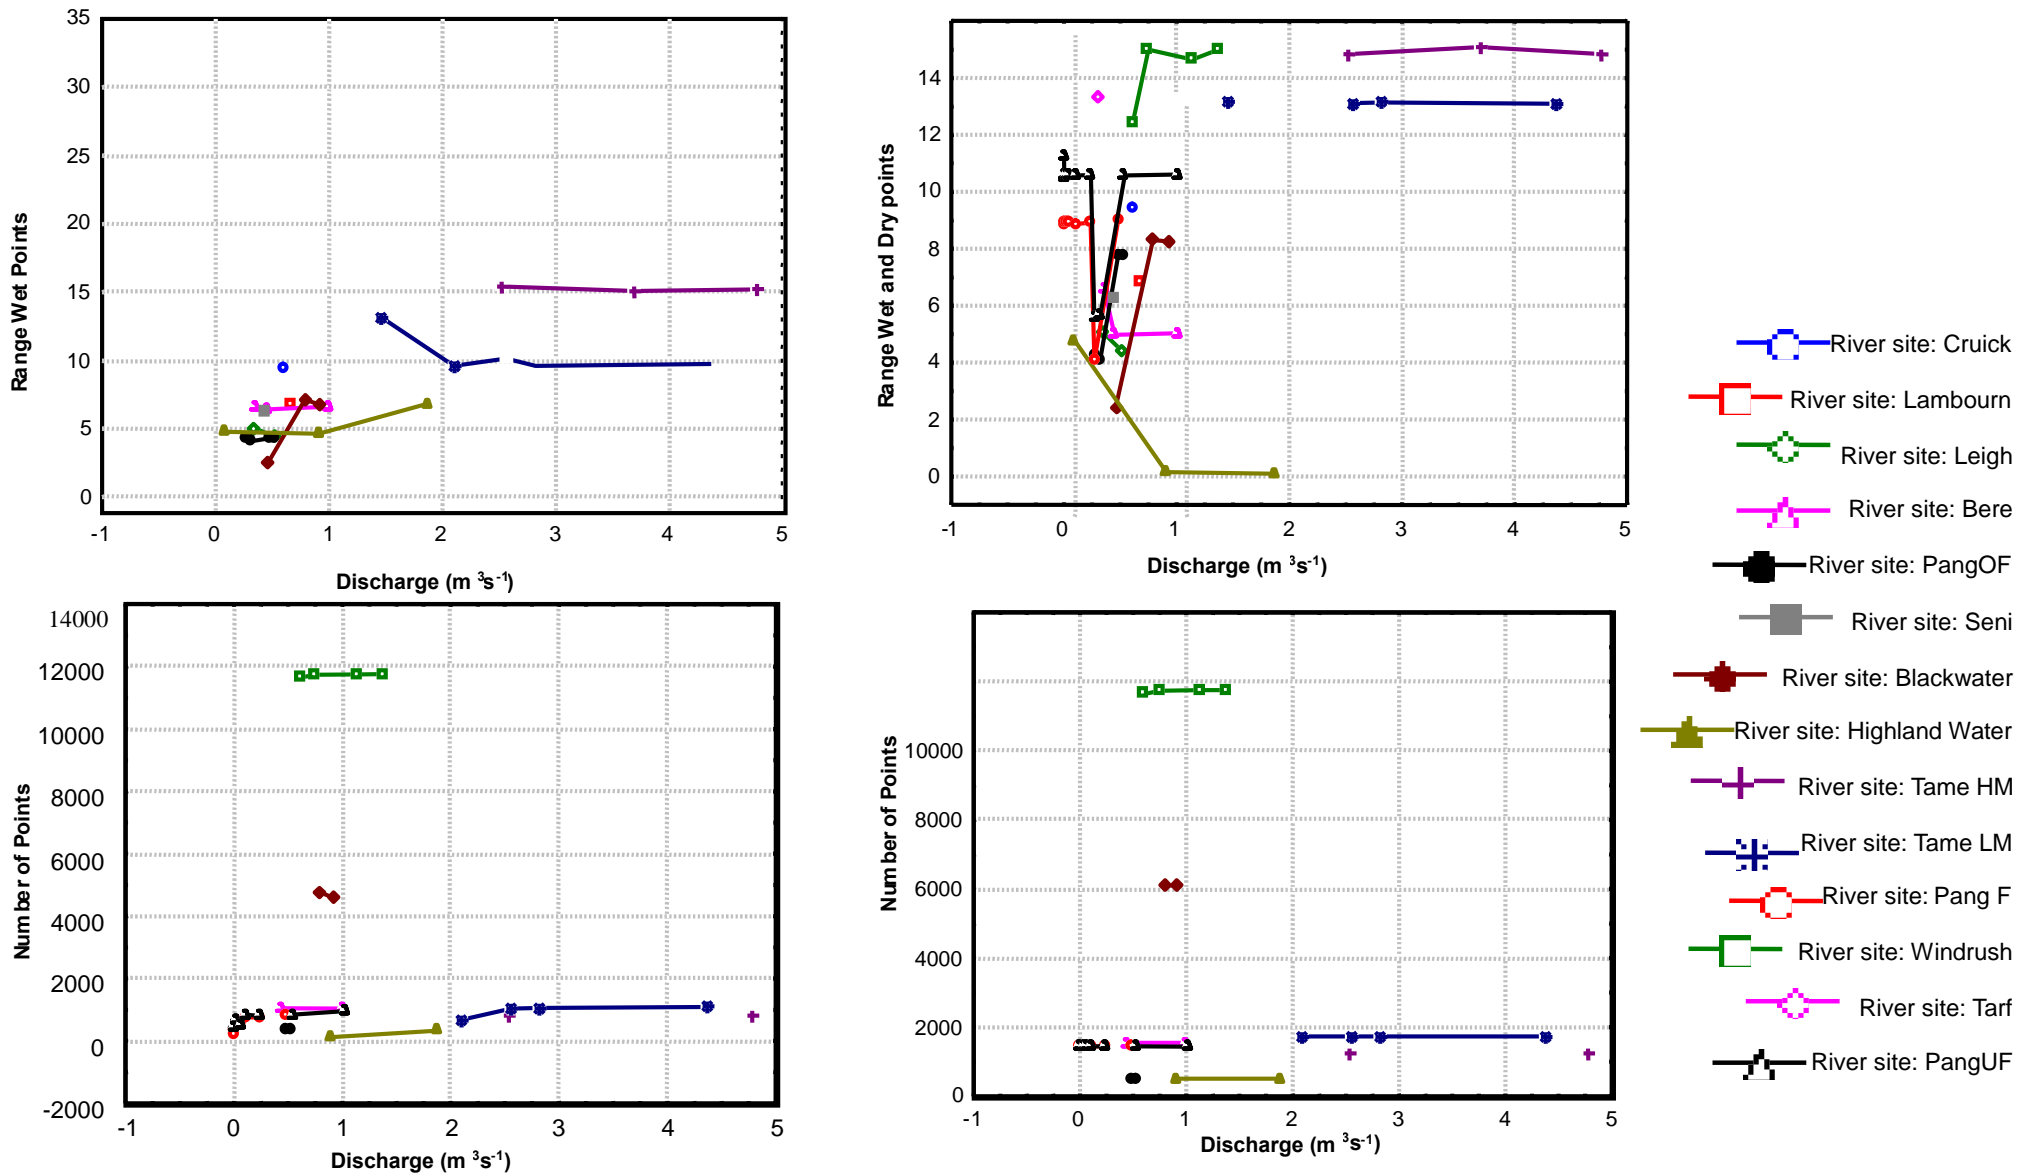 35
30
25
20
15
10
5
0
-1 0 1 2 3 4 5
Range Wet Points
Discharge (m ³s⁻¹)
14
12
10
8
6
4
2
0
-1 0 1 2 3 4 5
Range Wet and Dry points
Discharge (m ³s⁻¹)
14000
12000
10000
8000
6000
4000
2000
0
-2000
-1 0 1 2 3 4 5
Number of Points
Discharge (m ³s⁻¹)
10000
8000
6000
4000
2000
0
-1 0 1 2 3 4 5
Number of Points
Discharge (m ³s⁻¹)
River site: Cruick
River site: Lambourn
River site: Leigh
River site: Bere
River site: PangOF
River site: Seni
River site: Blackwater
River site: Highland Water
River site: Tame HM
River site: Tame LM
River site: Pang F
River site: Windrush
River site: Tarf
River site: PangUF